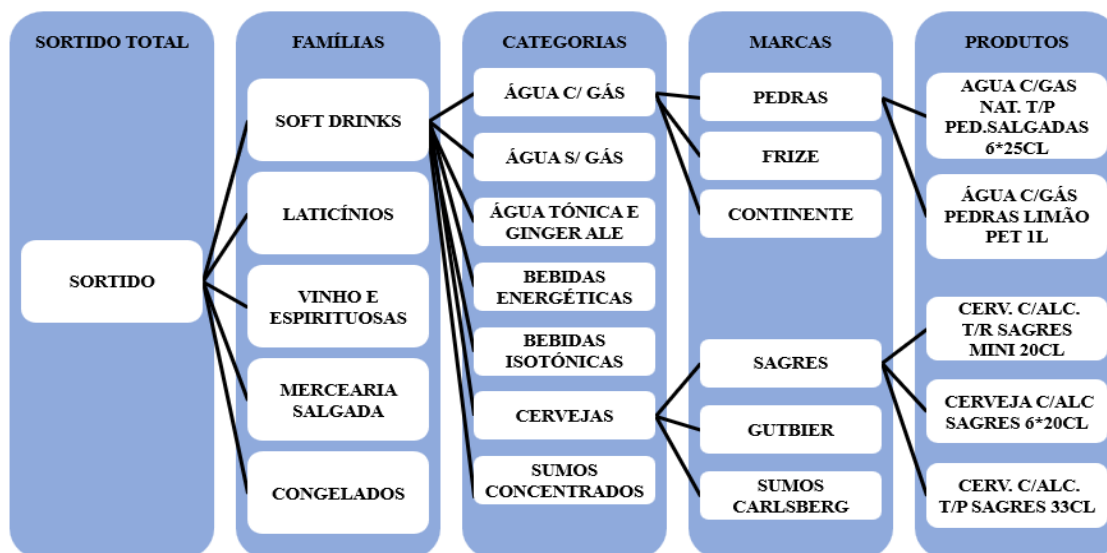 SORTIDO TOTAL
SORTIDO
FAMÍLIAS
SOFT DRINKS
LATICÍNIOS
VINHO E
ESPIRITUOSAS
MERCEARIA
SALGADA
CONGELADOS
CATEGORIAS
ÁGUA C/ GÁS
ÁGUA S/ GÁS
ÁGUA TÓNICA E
GINGER ALE
BEBIDAS
ENERGÉTICAS
BEBIDAS
ISOTÓNICAS
CERVEJAS
SUMOS
CONCENTRADOS
MARCAS
PEDRAS
FRIZE
CONTINENTE
SAGRES
GUTBIER
SUMOS
CARLSBERG
PRODUTOS
AGUA C/GAS
NAT. T/P
PED.SALGADAS
6*25CL
ÁGUA C/GÁS
PEDRAS LIMÃO
PET 1L
CERV. C/ALC.
T/R SAGRES
MINI 20CL
CERVEJA C/ALC
SAGRES 6*20CL
CERV. C/ALC.
T/P SAGRES 33CL